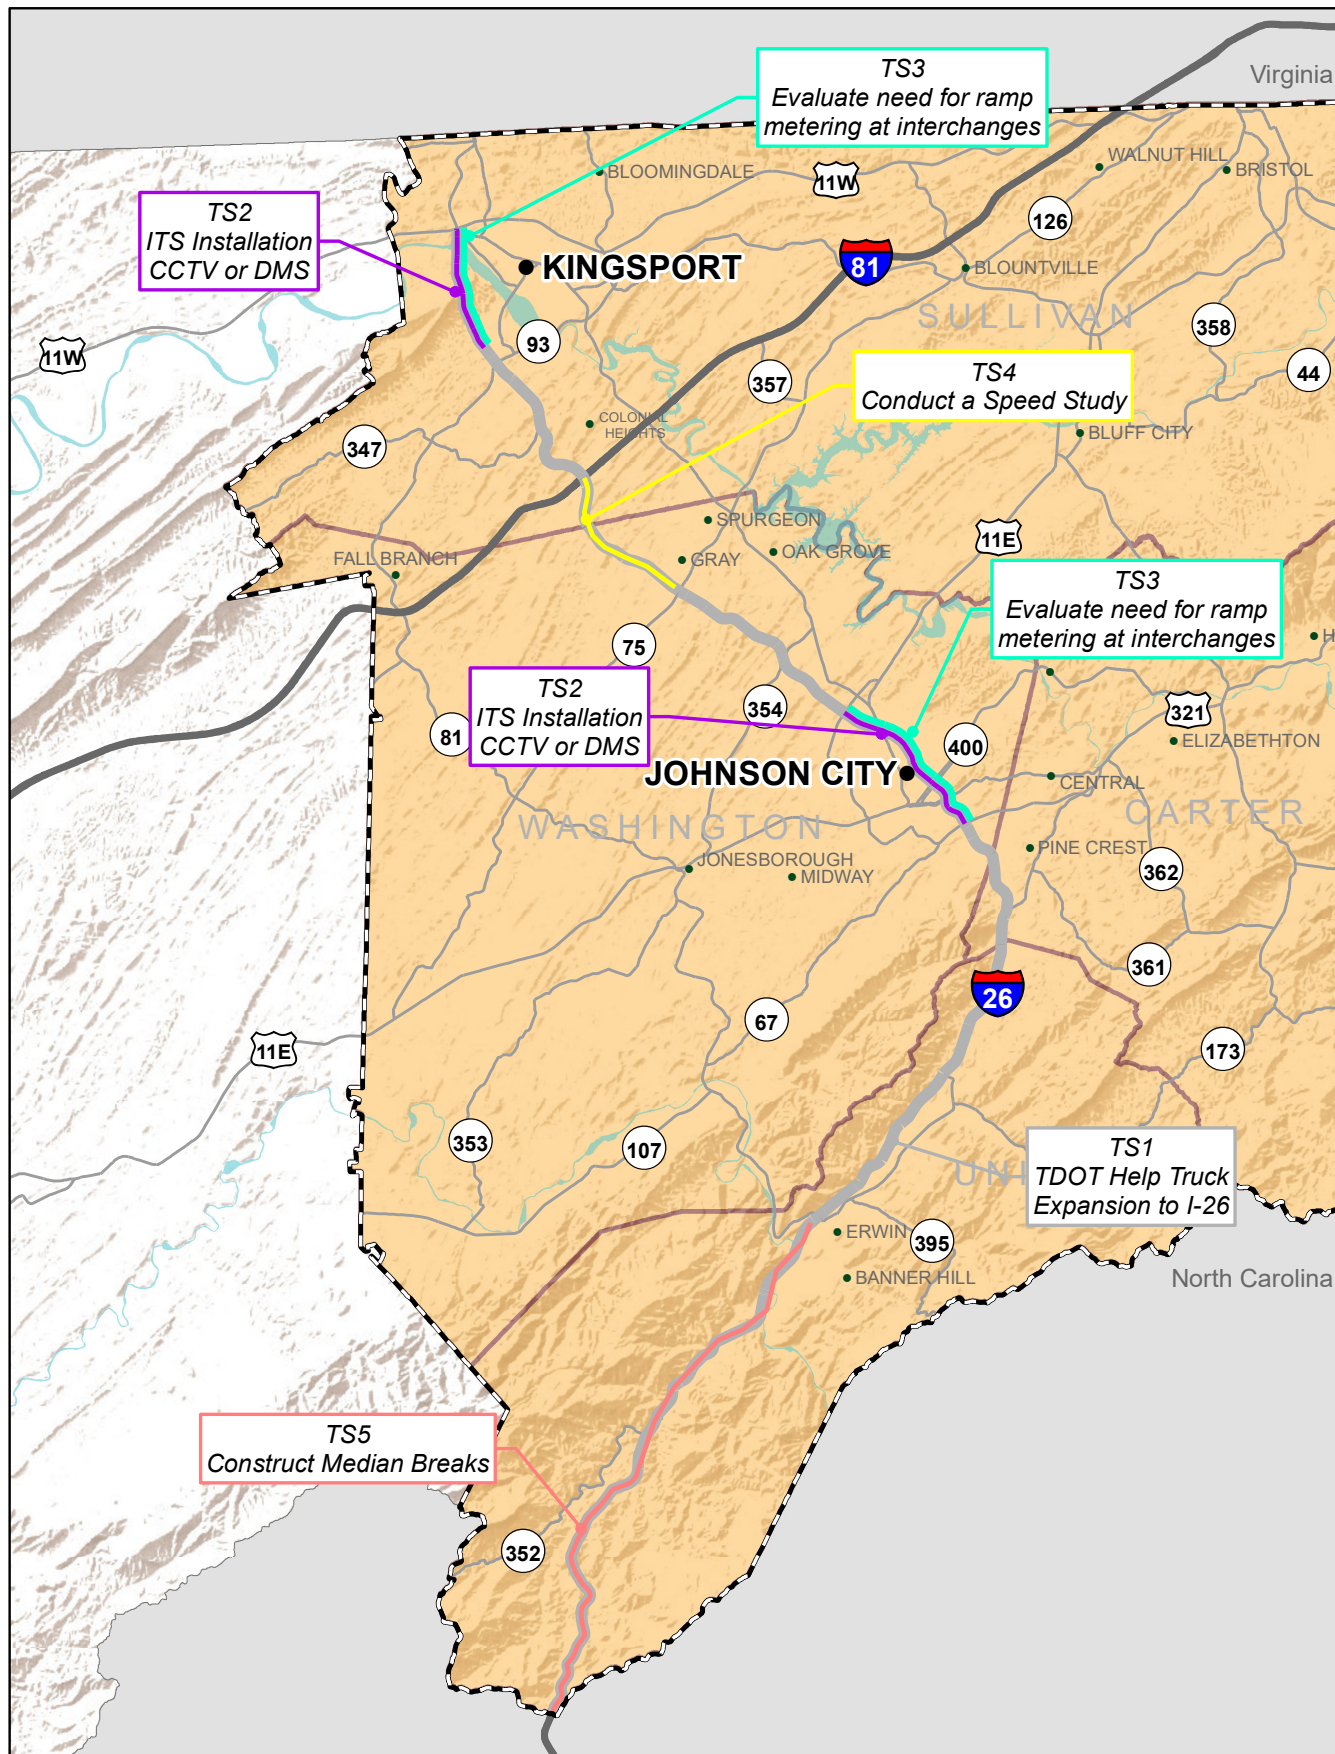 Virginia
TS3
Evaluate need for ramp
metering at interchanges
BLOOMINGDALE
11W
WALNUT HILL
BRISTOL
126
TS2
ITS Installation
CCTV or DMS
KINGSPORT
81
BLOUNTVILLE
SULLIVAN
358
11W
93
44
357
TS4
Conduct a Speed Study
COLONIAL
HEIGHTS
BLUFF CITY
347
SPURGEON
11E
FALL BRANCH
GRAY
OAK GROVE
TS3
Evaluate need for ramp
metering at interchanges
H
75
TS2
ITS Installation
CCTV or DMS
354
321
81
400
ELIZABETHTON
JOHNSON CITY
CENTRAL
CARTER
WASHINGTON
PINE CREST
JONESBOROUGH
MIDWAY
362
361
26
67
11E
173
353
107
TS1
TDOT Help Truck
Expansion to I-26
UNI
ERWIN
395
BANNER HILL
North Carolina
TS5
Construct Median Breaks
352